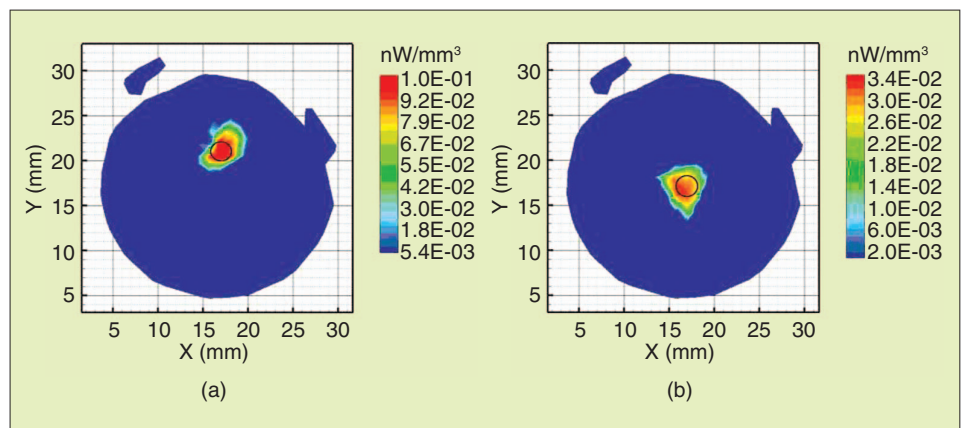 nW/mm³
1.0E-01
9.2E-02
7.9E-02
6.7E-02
5.5E-02
4.2E-02
3.0E-02
1.8E-02
5.4E-03
30
25
20
15
10
5
Y (mm)
5 10 15 20 25 30
X (mm)
(a)
nW/mm³
3.4E-02
3.0E-02
2.6E-02
2.2E-02
1.8E-02
1.4E-02
1.0E-02
6.0E-03
2.0E-03
30
25
20
15
10
5
Y (mm)
5 10 15 20 25 30
X (mm)
(b)